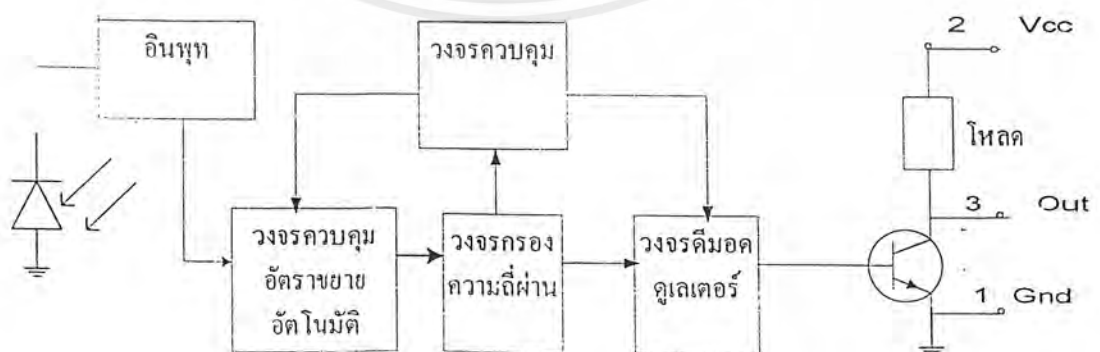 อินพุท
วงจรควบคุม
2 Vcc
โหลด
3 Out
วงจรควบคุม
อัตราขยาย
อัตโนมัติ
วงจรกรอง
ความถี่ผ่าน
วงจรดีมอด
ดูเลเตอร์
1 Gnd